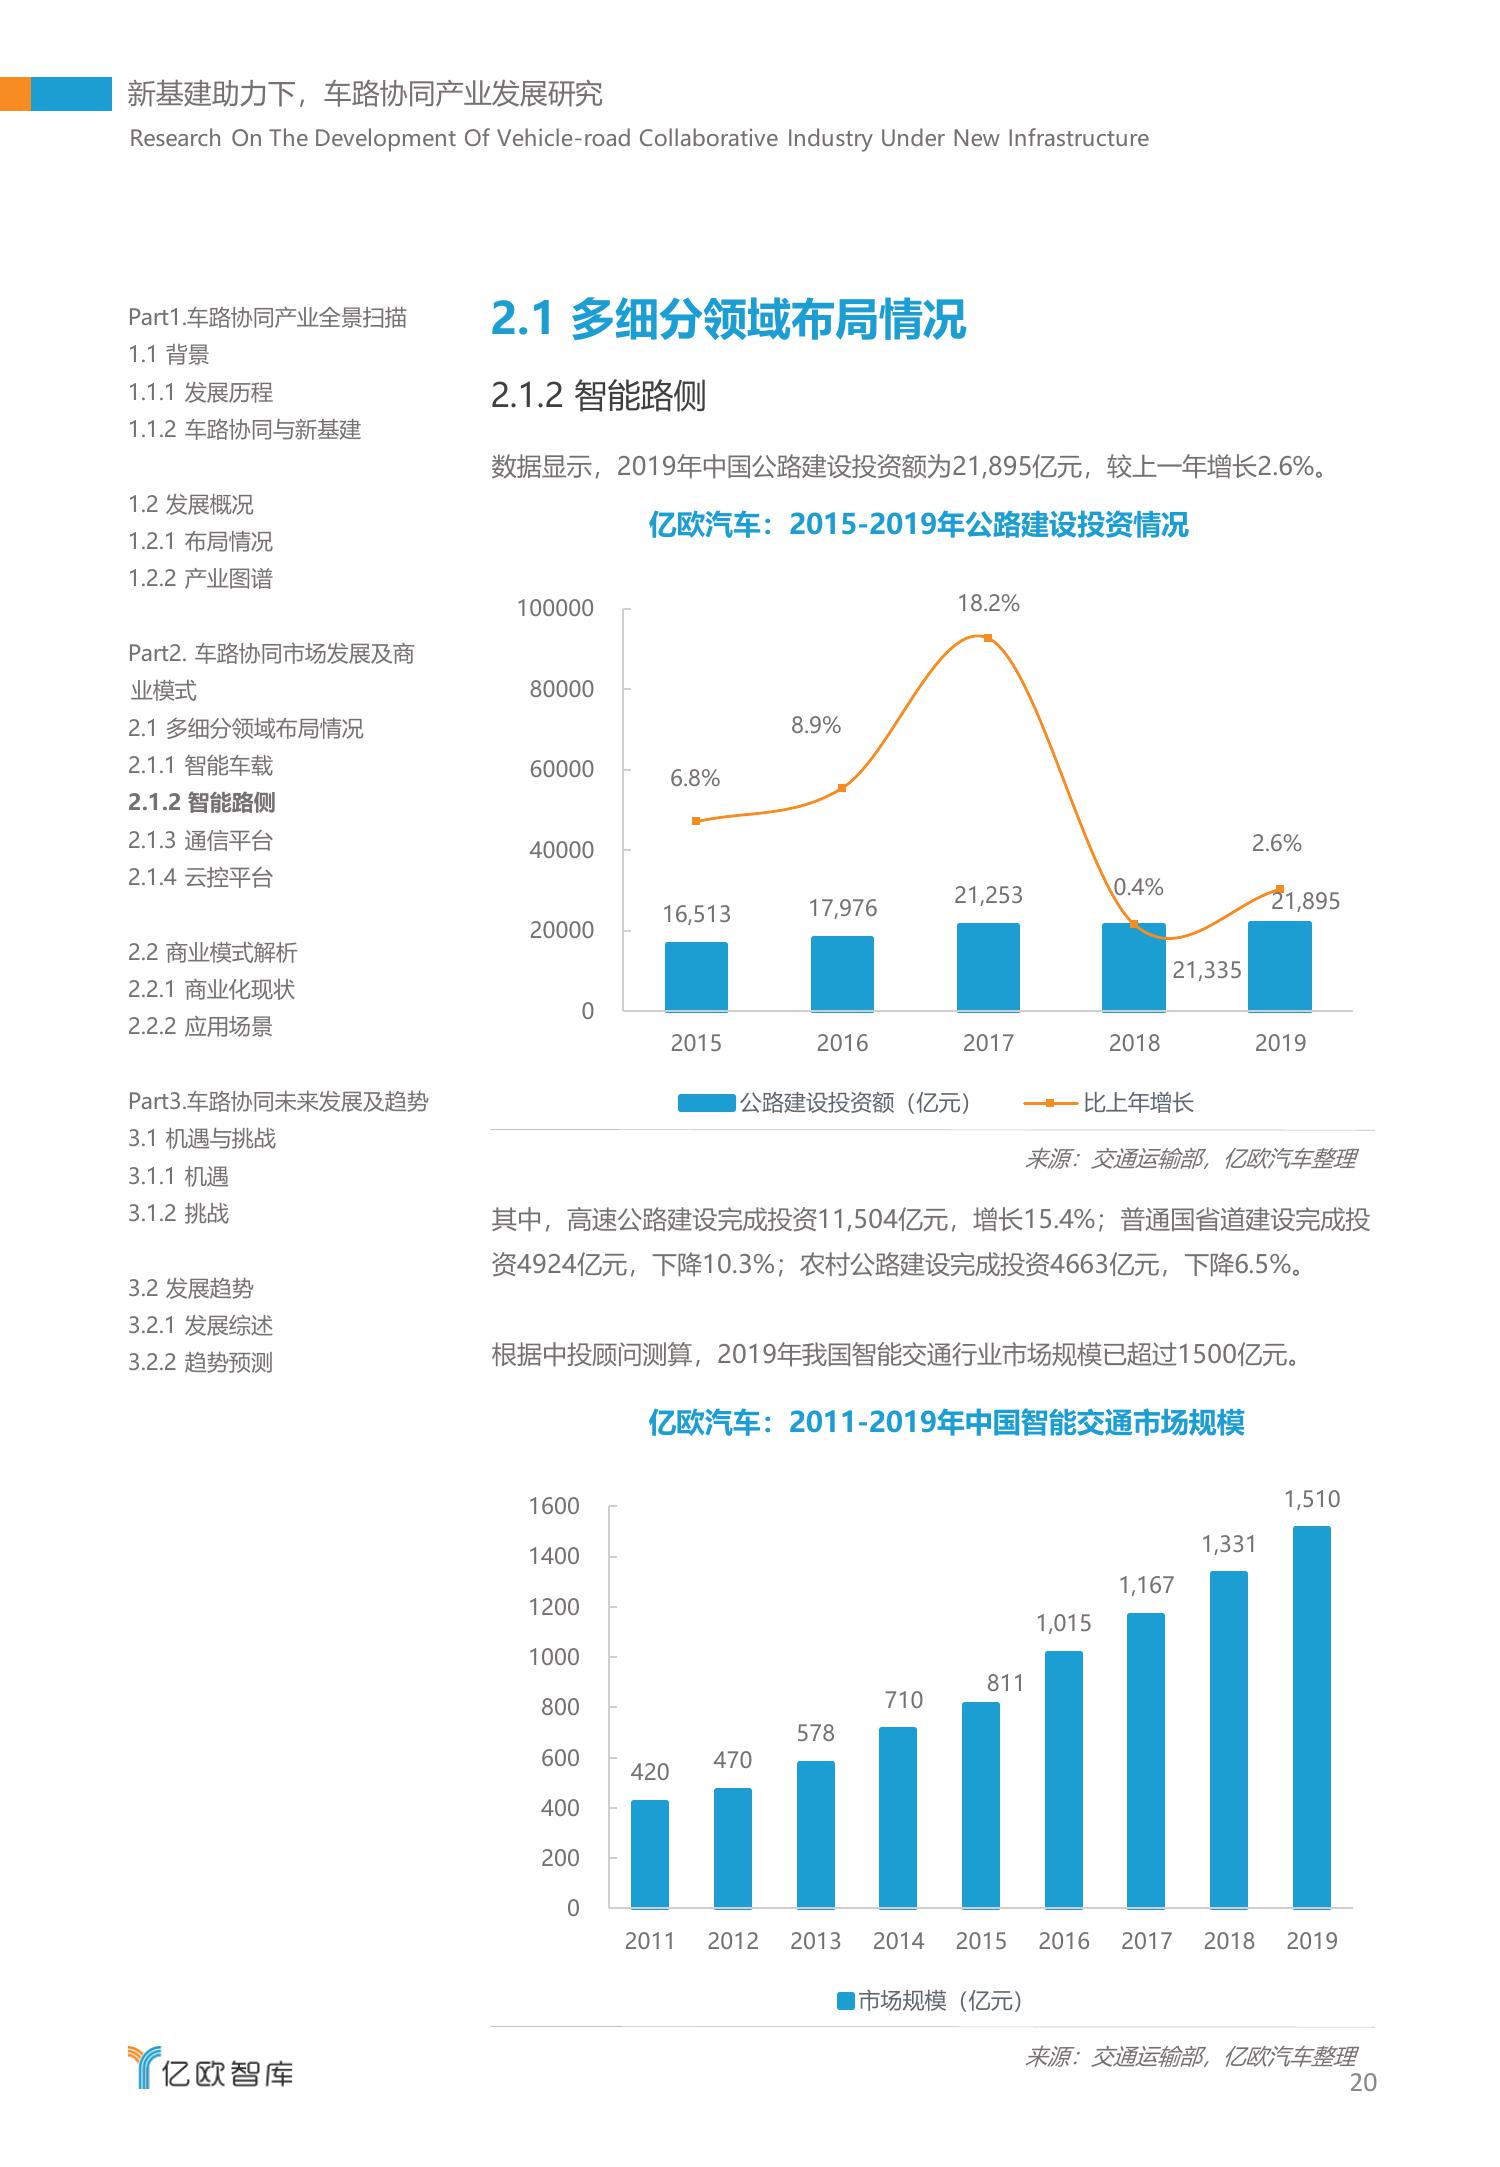 新基建助力下，车路协同产业发展研究
Research On The Development Of Vehicle-road Collaborative Industry Under New Infrastructure
Part1.车路协同产业全景扫描
1.1 背景
1.1.1 发展历程
1.1.2 车路协同与新基建
1.2 发展概况
1.2.1 布局情况
1.2.2 产业图谱
Part2. 车路协同市场发展及商
业模式
2.1 多细分领域布局情况
2.1.1 智能车载
2.1.2 智能路侧
2.1.3 通信平台
2.1.4 云控平台
2.2 商业模式解析
2.2.1 商业化现状
2.2.2 应用场景
Part3.车路协同未来发展及趋势
3.1 机遇与挑战
3.1.1 机遇
3.1.2 挑战
3.2 发展趋势
3.2.1 发展综述
3.2.2 趋势预测
2.1 多细分领域布局情况
2.1.2 智能路侧
数据显示，2019年中国公路建设投资额为21,895亿元，较上一年增长2.6%。
亿欧汽车：2015-2019年公路建设投资情况
100000
80000
60000
40000
20000
0
6.8%
8.9%
18.2%
0.4%
2.6%
16,513
17,976
21,253
21,335
21,895
2015 2016 2017 2018 2019
公路建设投资额（亿元） 比上年增长
来源：交通运输部，亿欧汽车整理
其中，高速公路建设完成投资11,504亿元，增长15.4%；普通国省道建设完成投
资4924亿元，下降10.3%；农村公路建设完成投资4663亿元，下降6.5%。
根据中投顾问测算，2019年我国智能交通行业市场规模已超过1500亿元。
亿欧汽车：2011-2019年中国智能交通市场规模
1600
1400
1200
1000
800
600
400
200
0
420
470
578
710
811
1,015
1,167
1,331
1,510
2011 2012 2013 2014 2015 2016 2017 2018 2019
市场规模（亿元）
来源：交通运输部，亿欧汽车整理
亿欧智库
20